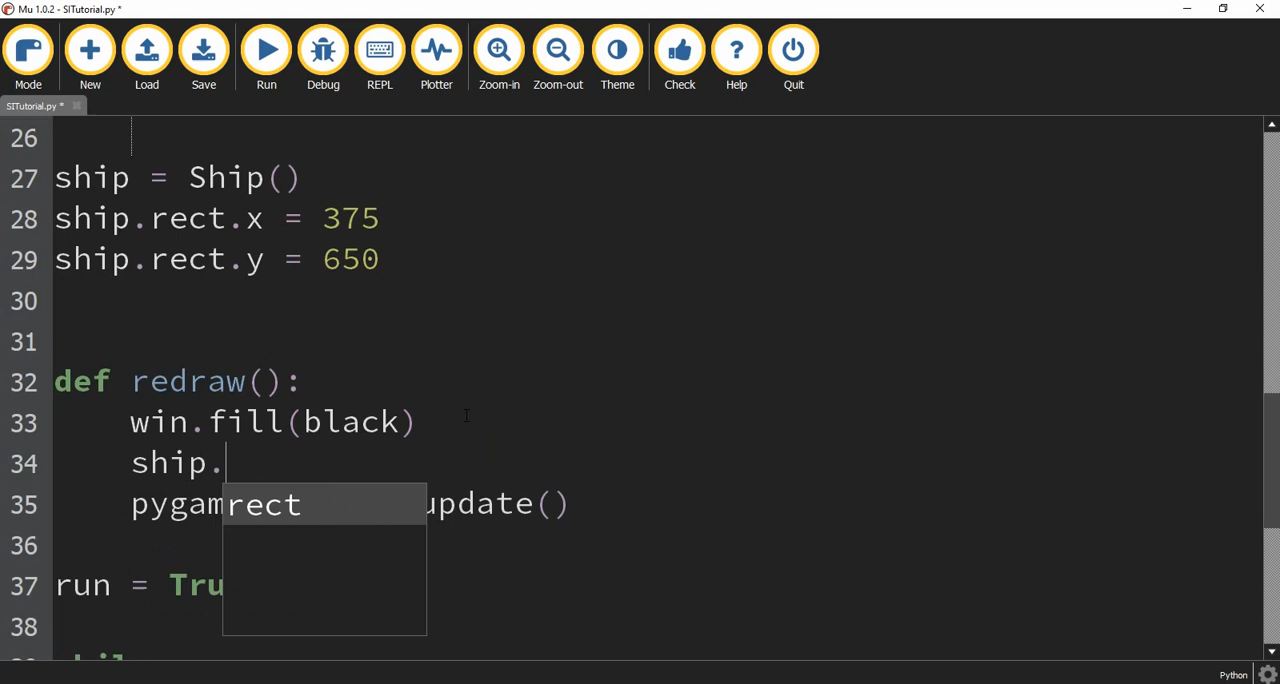 Mu 1.0.2 - SITutorial.py *
Mode New Load Save Run Debug REPL Plotter Zoom-in Zoom-out Theme Check Help Quit
SITutorial.py *
26
27 ship = Ship()
28 ship.rect.x = 375
29 ship.rect.y = 650
30
31
32 def redraw():
33 win.fill(black)
34 ship.
35 pygam rect update()
36
37 run = Tru
38
Python